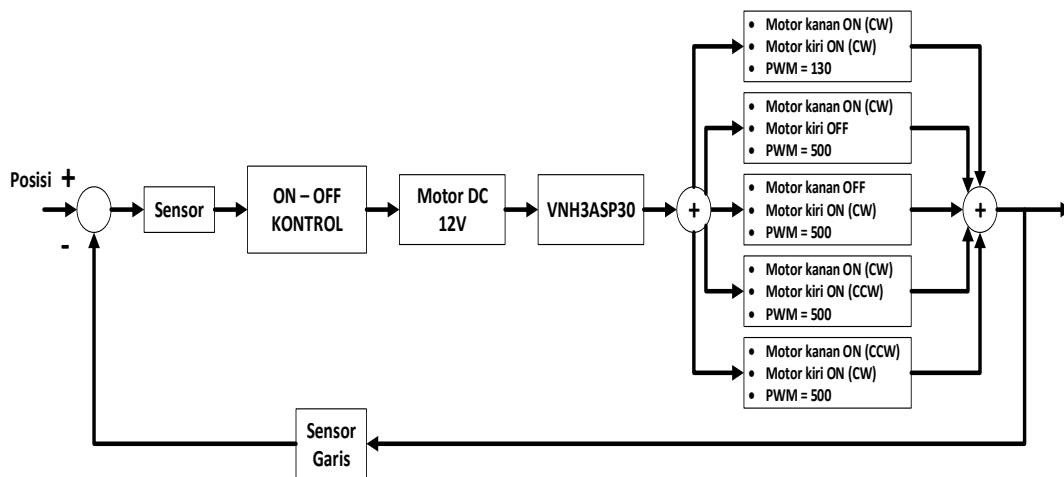 Posisi
+
-
Sensor
ON – OFF
KONTROL
Motor DC
12V
VNH3ASP30
+
• Motor kanan ON (CW)
• Motor kiri ON (CW)
• PWM = 130
• Motor kanan ON (CW)
• Motor kiri OFF
• PWM = 500
• Motor kanan OFF
• Motor kiri ON (CW)
• PWM = 500
• Motor kanan ON (CW)
• Motor kiri ON (CCW)
• PWM = 500
• Motor kanan ON (CCW)
• Motor kiri ON (CW)
• PWM = 500
+
Sensor
Garis